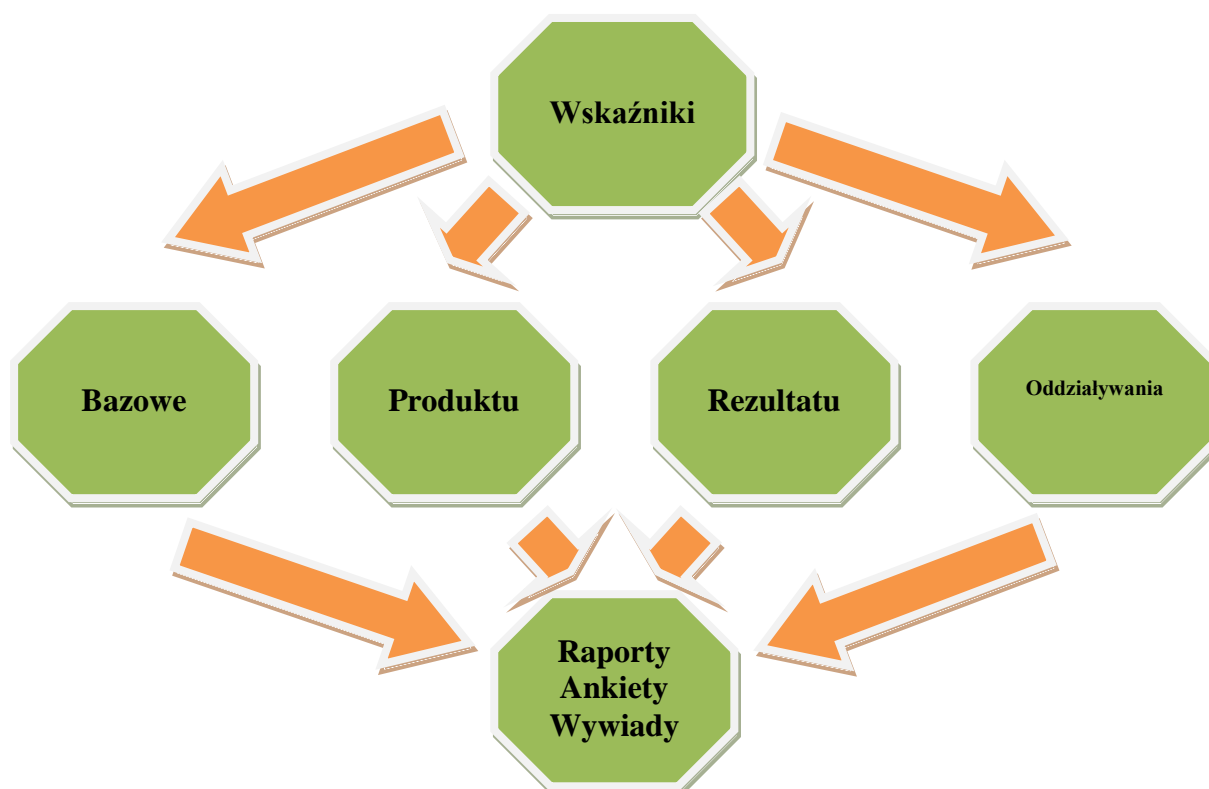 Wskaźniki
Bazowe
Produktu
Rezultatu
Oddziaływania
Raporty
Ankiety
Wywiady